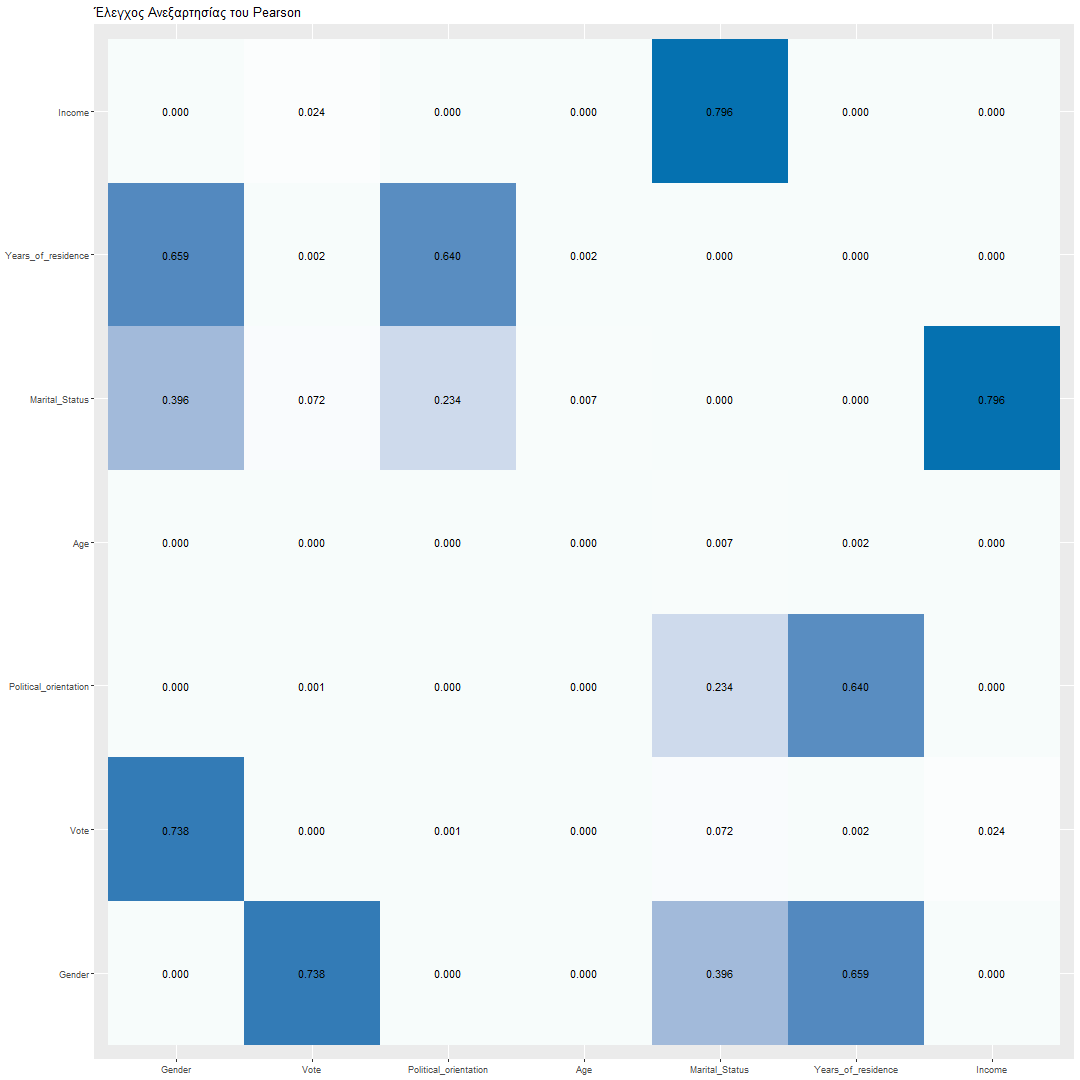 Έλεγχος Ανεξαρτησίας του Pearson
Income 0.000 0.024 0.000 0.000 0.796 0.000 0.000
Years_of_residence 0.659 0.002 0.640 0.002 0.000 0.000 0.000
Marital_Status 0.396 0.072 0.234 0.007 0.000 0.000 0.796
Age 0.000 0.000 0.000 0.000 0.007 0.002 0.000
Political_orientation 0.000 0.001 0.000 0.000 0.234 0.640 0.000
Vote 0.738 0.000 0.001 0.000 0.072 0.002 0.024
Gender 0.000 0.738 0.000 0.000 0.396 0.659 0.000
Gender Vote Political_orientation Age Marital_Status Years_of_residence Income